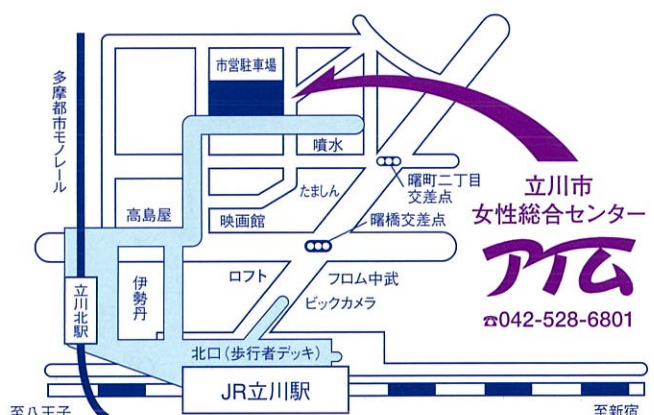 市営駐車場
多摩都市モノレール
噴水
曙町二丁目
交差点
立川市
女性総合センター
アイム
☎042-528-6801
たましん
高島屋
映画館
曙橋交差点
ロフト
フロム中武
ビックカメラ
伊勢丹
立川北駅
北口(歩行者デッキ)
JR立川駅
至八王子
至新宿